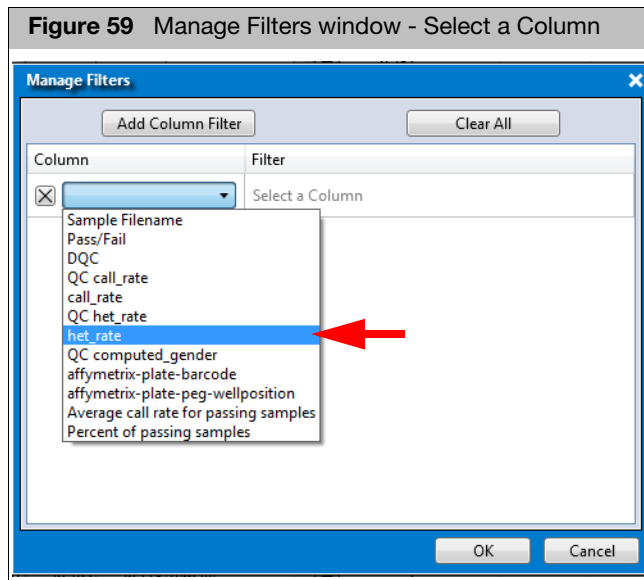 Figure 59 Manage Filters window - Select a Column
Manage Filters
Add Column Filter Clear All
Column Filter
Select a Column
Sample Filename
Pass/Fail
DQC
QC call_rate
call_rate
QC het_rate
het_rate
QC computed_gender
affymetrix-plate-barcode
affymetrix-plate-peg-wellposition
Average call rate for passing samples
Percent of passing samples
OK Cancel